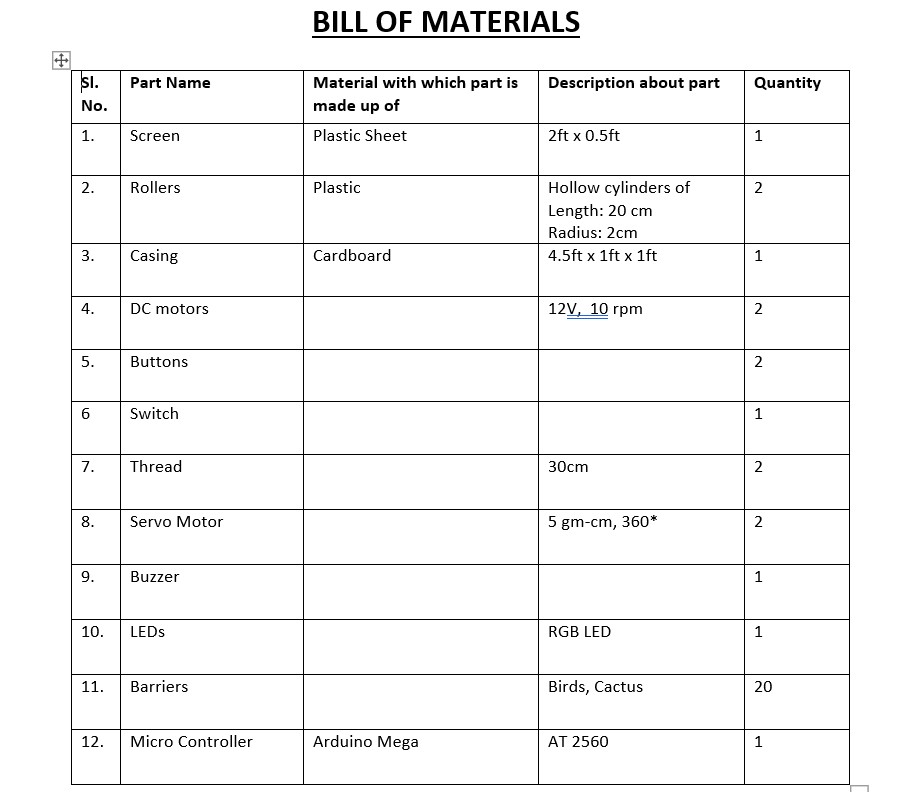 BILL OF MATERIALS
Sl. No. Part Name Material with which part is made up of Description about part Quantity
1. Screen Plastic Sheet 2ft x 0.5ft 1
2. Rollers Plastic Hollow cylinders of Length: 20 cm Radius: 2cm 2
3. Casing Cardboard 4.5ft x 1ft x 1ft 1
4. DC motors 12V, 10 rpm 2
5. Buttons 2
6 Switch 1
7. Thread 30cm 2
8. Servo Motor 5 gm-cm, 360* 2
9. Buzzer 1
10. LEDs RGB LED 1
11. Barriers Birds, Cactus 20
12. Micro Controller Arduino Mega AT 2560 1